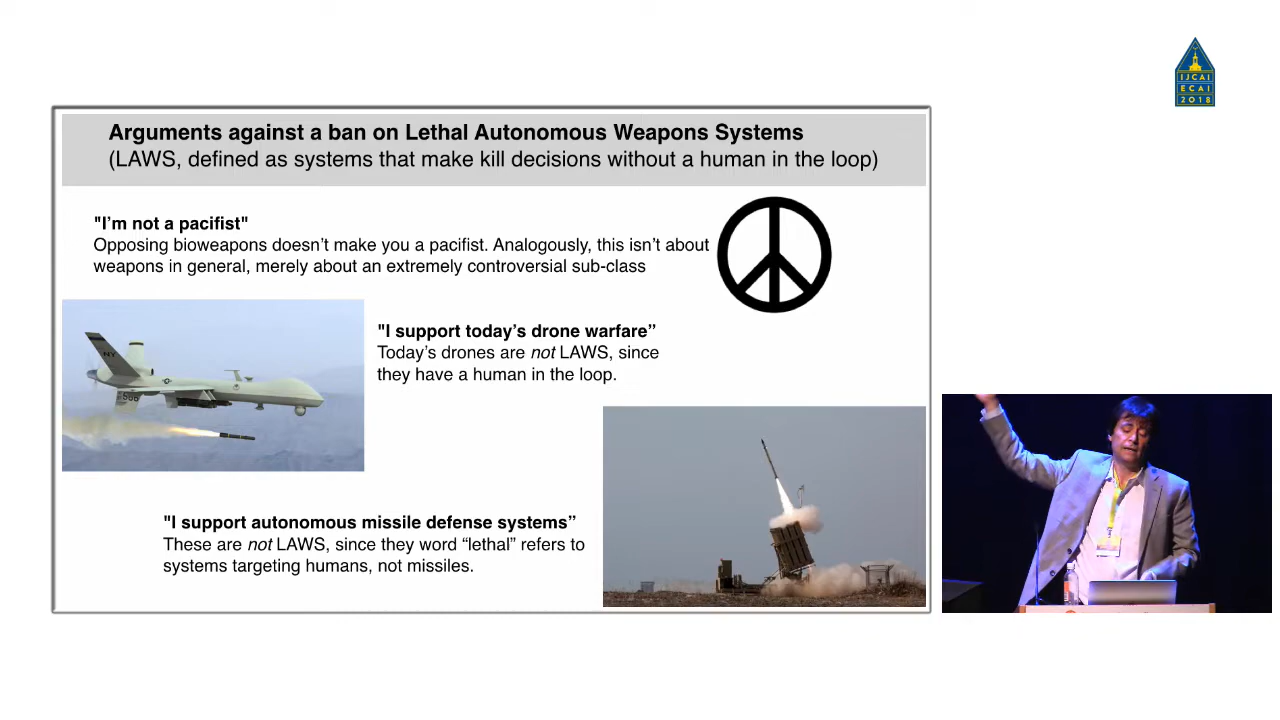 IJCAI
ECAI
2018
Arguments against a ban on Lethal Autonomous Weapons Systems
(LAWS, defined as systems that make kill decisions without a human in the loop)
"I'm not a pacifist"
Opposing bioweapons doesn't make you a pacifist. Analogously, this isn't about
weapons in general, merely about an extremely controversial sub-class
NY
"I support today's drone warfare”
Today's drones are not LAWS, since
they have a human in the loop.
"I support autonomous missile defense systems”
These are not LAWS, since they word “lethal” refers to
systems targeting humans, not missiles.